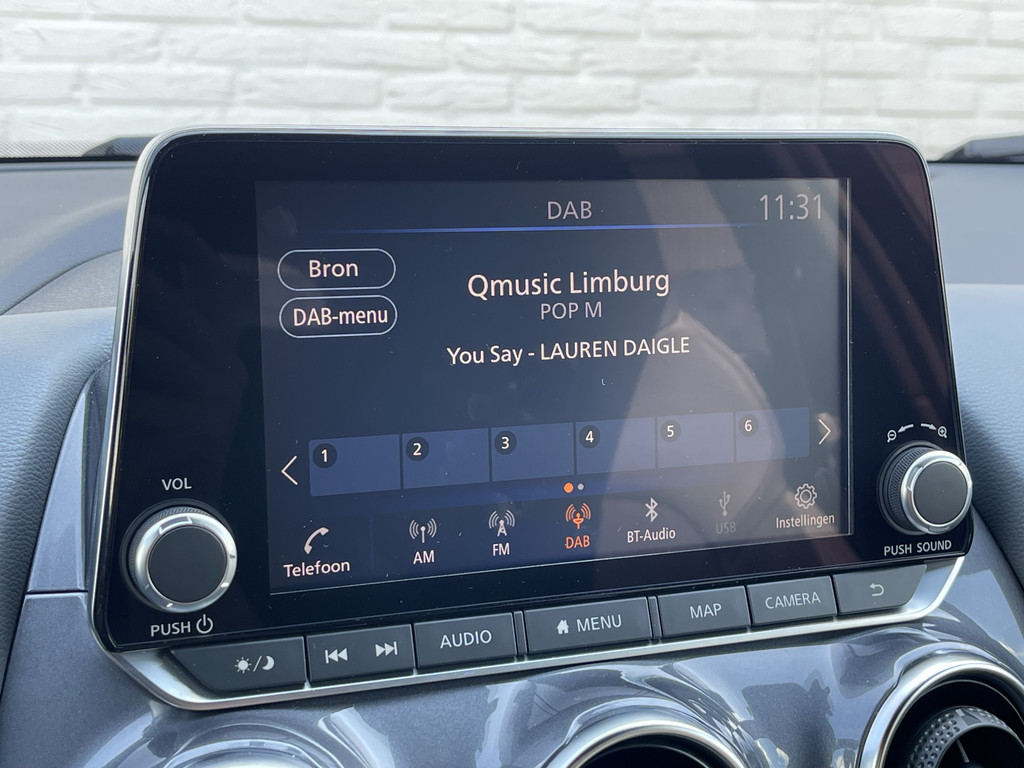 DAB
11:31
Bron
DAB-menu
Qmusic Limburg
POP M
You Say - LAUREN DAIGLE
1 2 3 4 5 6
Telefoon AM FM DAB BT-Audio USB Instellingen
VOL
PUSH
PUSH SOUND
AUDIO MENU MAP CAMERA